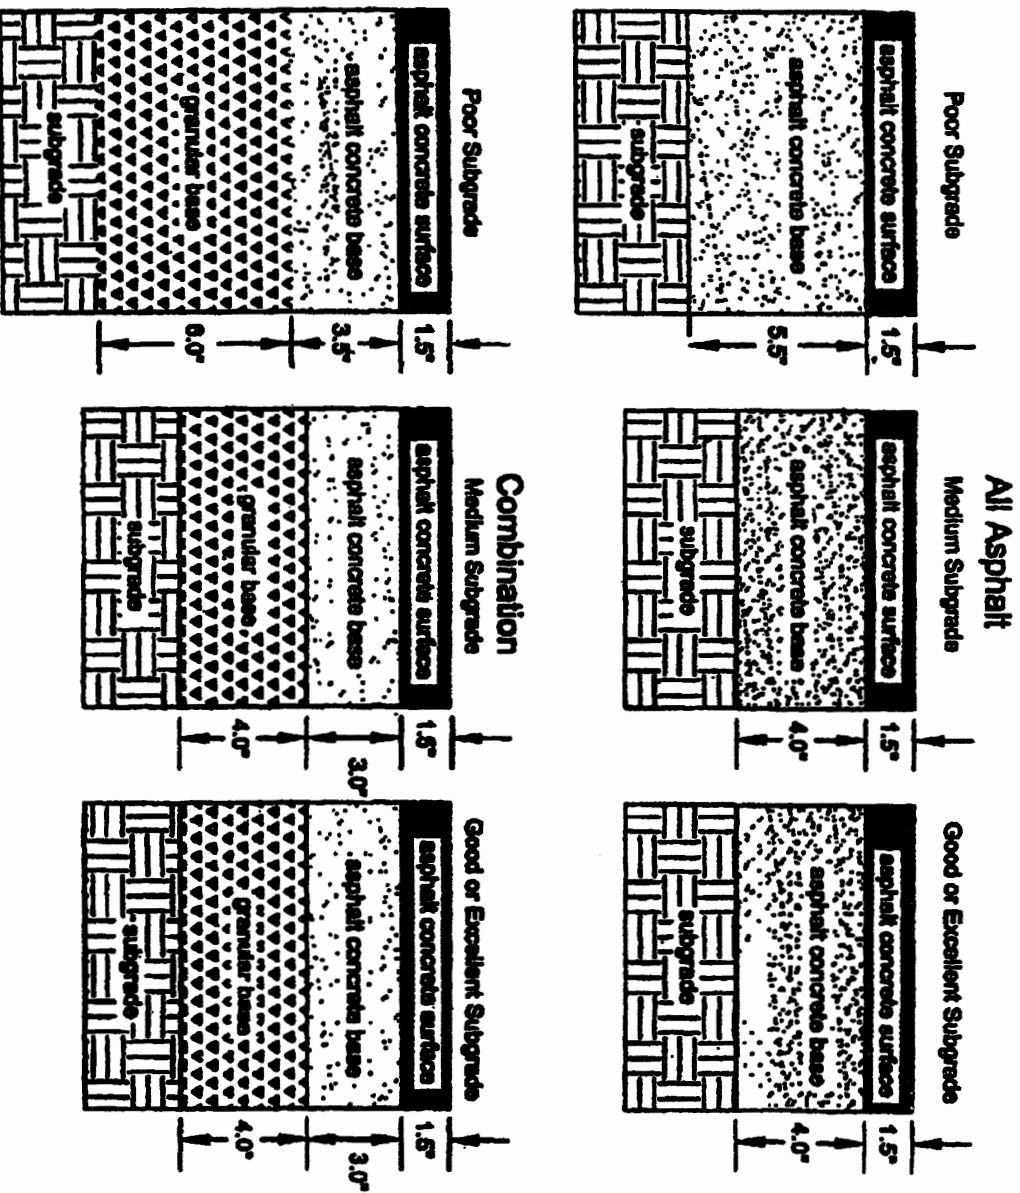 All Asphalt
Poor Subgrade
asphalt concrete surface
asphalt concrete base
subgrade
1.5"
5.5"
Medium Subgrade
asphalt concrete surface
asphalt concrete base
subgrade
1.5"
4.0"
Good or Excellent Subgrade
asphalt concrete surface
asphalt concrete base
subgrade
1.5"
4.0"
Combination
Poor Subgrade
asphalt concrete surface
asphalt concrete base
granular base
subgrade
1.5"
3.5"
6.0"
Medium Subgrade
asphalt concrete surface
asphalt concrete base
granular base
subgrade
1.5"
3.0"
4.0"
Good or Excellent Subgrade
asphalt concrete surface
asphalt concrete base
granular base
subgrade
1.5"
3.0"
4.0"